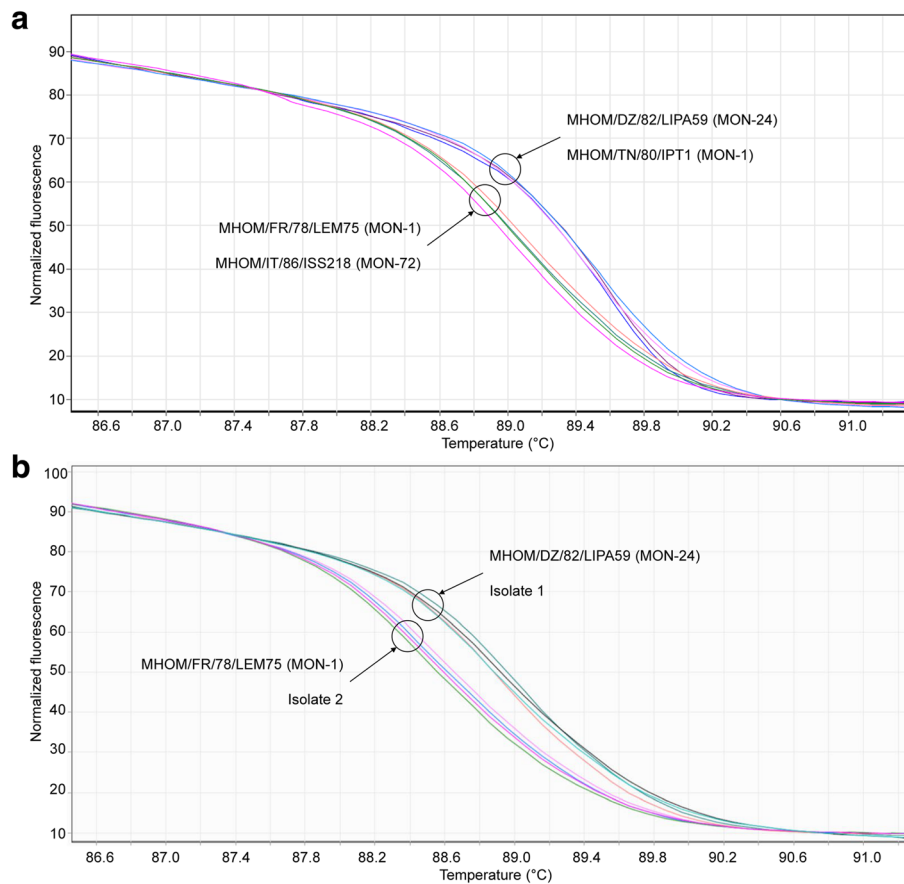 a
90
80
70
60
50
40
30
20
10
Normalized fluorescence
MHOM/DZ/82/LIPA59 (MON-24)
MHOM/TN/80/IPT1 (MON-1)
MHOM/FR/78/LEM75 (MON-1)
MHOM/IT/86/ISS218 (MON-72)
86.6 87.0 87.4 87.8 88.2 88.6 89.0 89.4 89.8 90.2 90.6 91.0
Temperature (°C)
b
100
90
80
70
60
50
40
30
20
10
Normalized fluorescence
MHOM/DZ/82/LIPA59 (MON-24)
Isolate 1
MHOM/FR/78/LEM75 (MON-1)
Isolate 2
86.6 87.0 87.4 87.8 88.2 88.6 89.0 89.4 89.8 90.2 90.6 91.0
Temperature (°C)